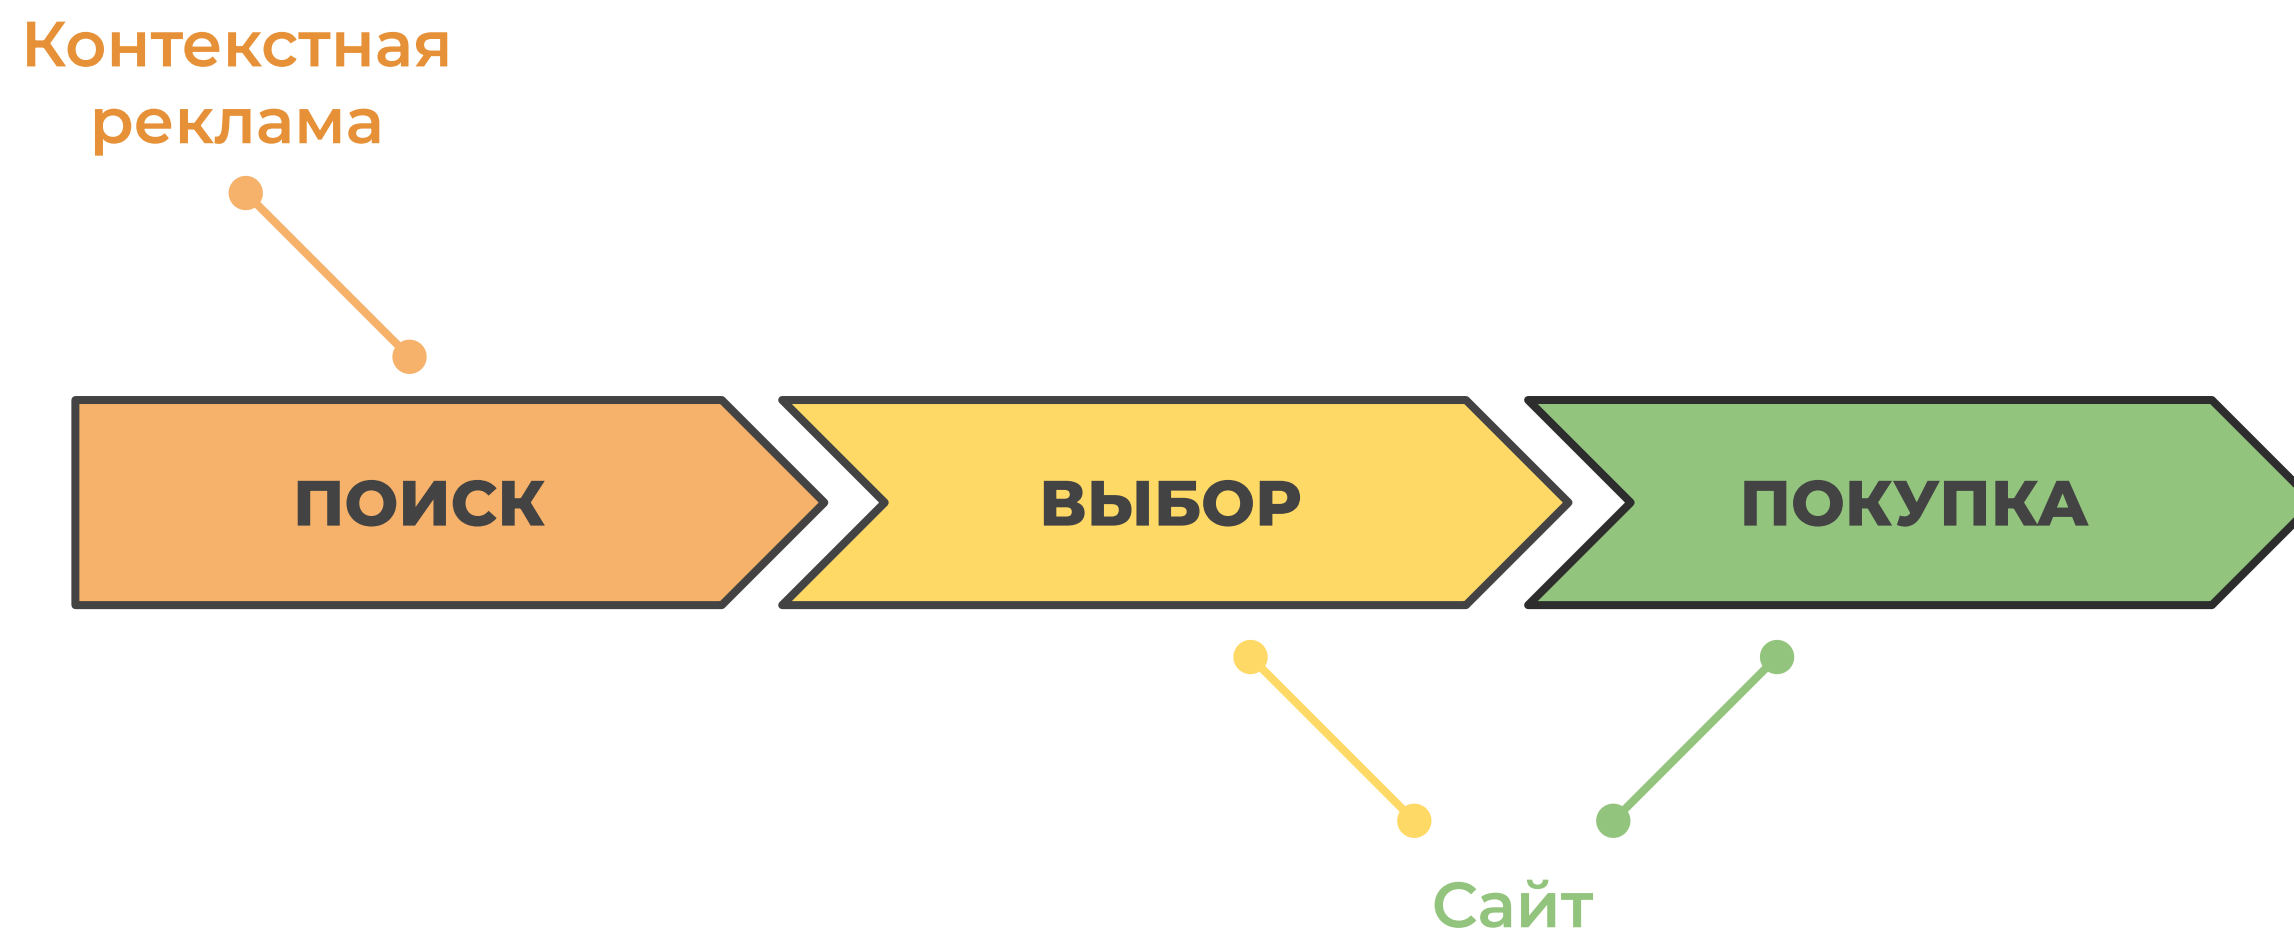 Контекстная
реклама
ПОИСК
ВЫБОР
ПОКУПКА
Сайт